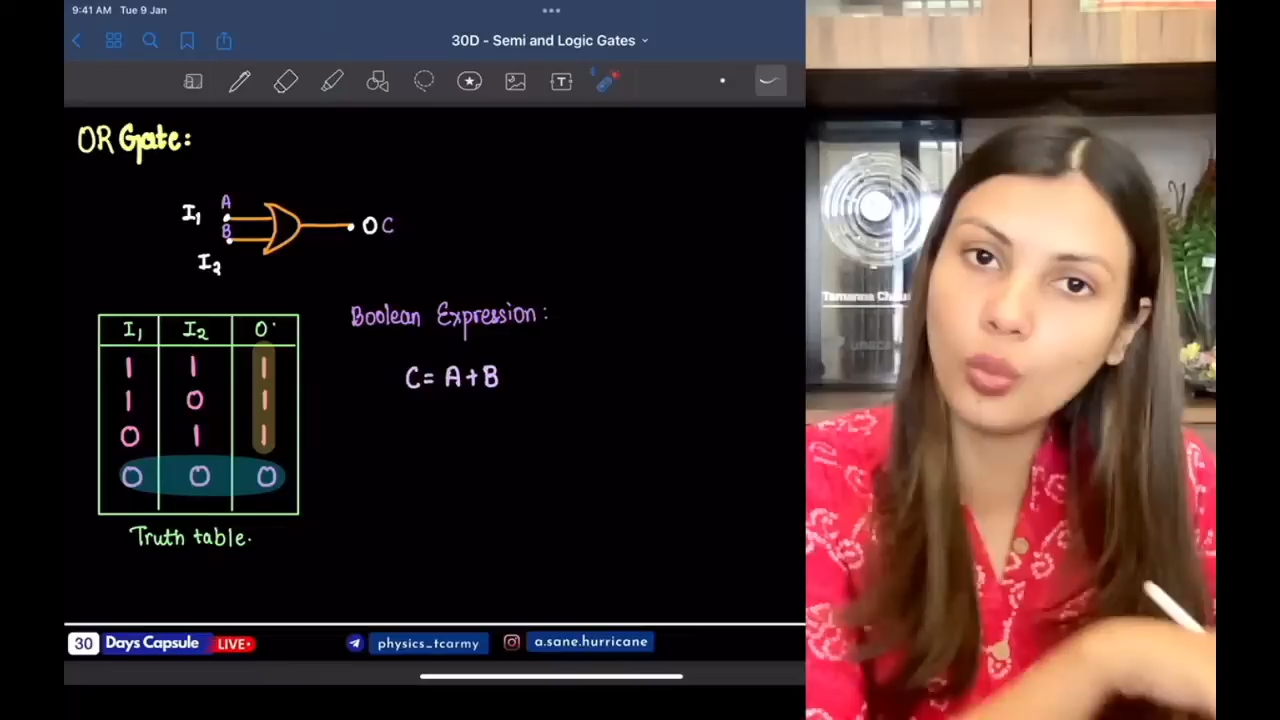 9:41 AM Tue 9 Jan
30D - Semi and Logic Gates
T
OR Gate:
A
I₁
B
O C
I₂
Boolean Expression:
I₁ I₂ O
1 1 1
C = A+B
1 0 1
0 1 1
0 0 0
Truth table.
30 Days Capsule LIVE
physics_tcarmy
a.sane.hurricane